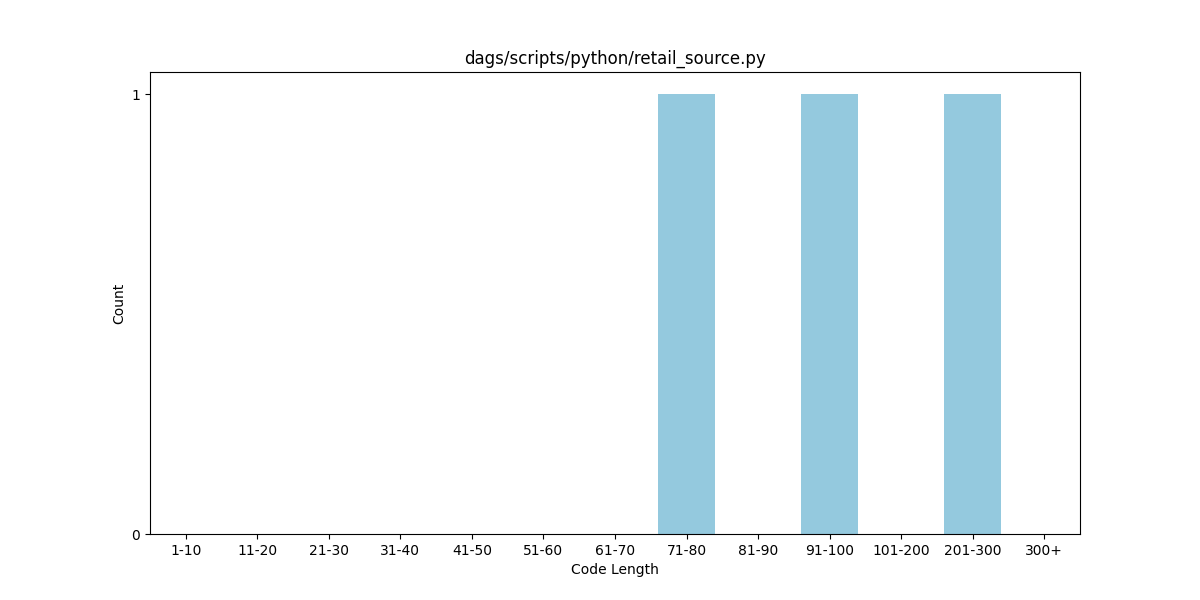 dags/scripts/python/retail_source.py
1
Count
0
1-10 11-20 21-30 31-40 41-50 51-60 61-70 71-80 81-90 91-100 101-200 201-300 300+
Code Length